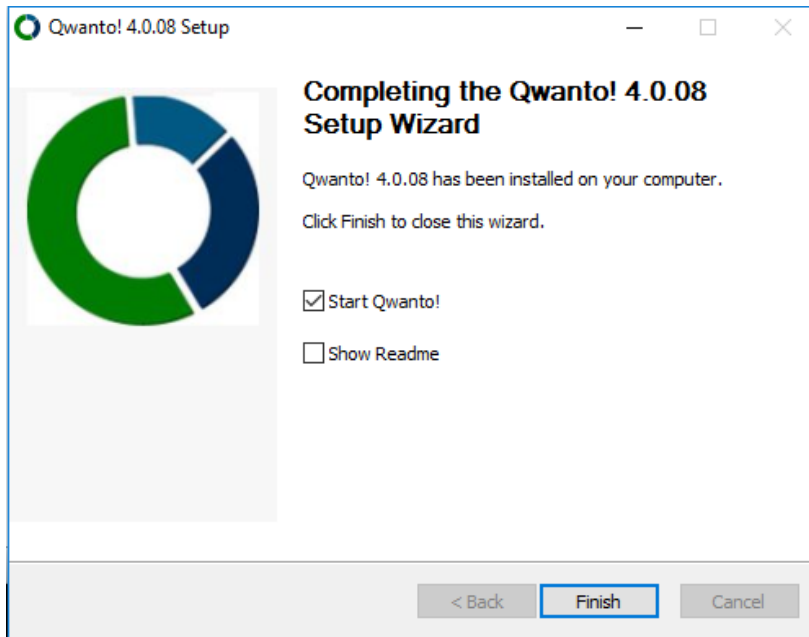 Qwanto! 4.0.08 Setup
Completing the Qwanto! 4.0.08
Setup Wizard
Qwanto! 4.0.08 has been installed on your computer.
Click Finish to close this wizard.
Start Qwanto!
Show Readme
< Back
Finish
Cancel